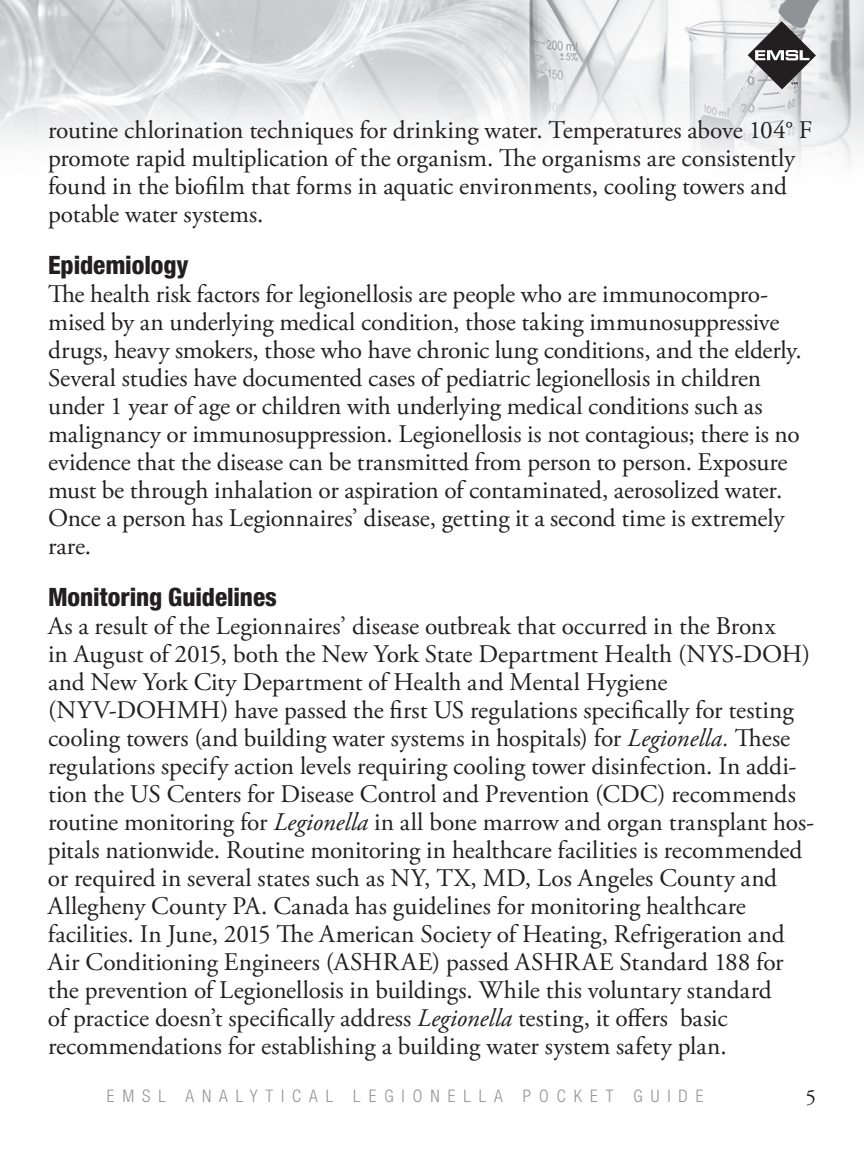 200 ml
± 5%
150
100
EMSL
0
100 ml
20
60
routine chlorination techniques for drinking water. Temperatures above 104° F
promote rapid multiplication of the organism. The organisms are consistently
found in the biofilm that forms in aquatic environments, cooling towers and
potable water systems.
Epidemiology
The health risk factors for legionellosis are people who are immunocompro-
mised by an underlying medical condition, those taking immunosuppressive
drugs, heavy smokers, those who have chronic lung conditions, and the elderly.
Several studies have documented cases of pediatric legionellosis in children
under 1 year of age or children with underlying medical conditions such as
malignancy or immunosuppression. Legionellosis is not contagious; there is no
evidence that the disease can be transmitted from person to person. Exposure
must be through inhalation or aspiration of contaminated, aerosolized water.
Once a person has Legionnaires’ disease, getting it a second time is extremely
rare.
Monitoring Guidelines
As a result of the Legionnaires’ disease outbreak that occurred in the Bronx
in August of 2015, both the New York State Department Health (NYS-DOH)
and New York City Department of Health and Mental Hygiene
(NYV-DOHMH) have passed the first US regulations specifically for testing
cooling towers (and building water systems in hospitals) for Legionella. These
regulations specify action levels requiring cooling tower disinfection. In addi-
tion the US Centers for Disease Control and Prevention (CDC) recommends
routine monitoring for Legionella in all bone marrow and organ transplant hos-
pitals nationwide. Routine monitoring in healthcare facilities is recommended
or required in several states such as NY, TX, MD, Los Angeles County and
Allegheny County PA. Canada has guidelines for monitoring healthcare
facilities. In June, 2015 The American Society of Heating, Refrigeration and
Air Conditioning Engineers (ASHRAE) passed ASHRAE Standard 188 for
the prevention of Legionellosis in buildings. While this voluntary standard
of practice doesn’t specifically address Legionella testing, it offers  basic
recommendations for establishing a building water system safety plan.
EMSL ANALYTICAL LEGIONELLA POCKET GUIDE 5